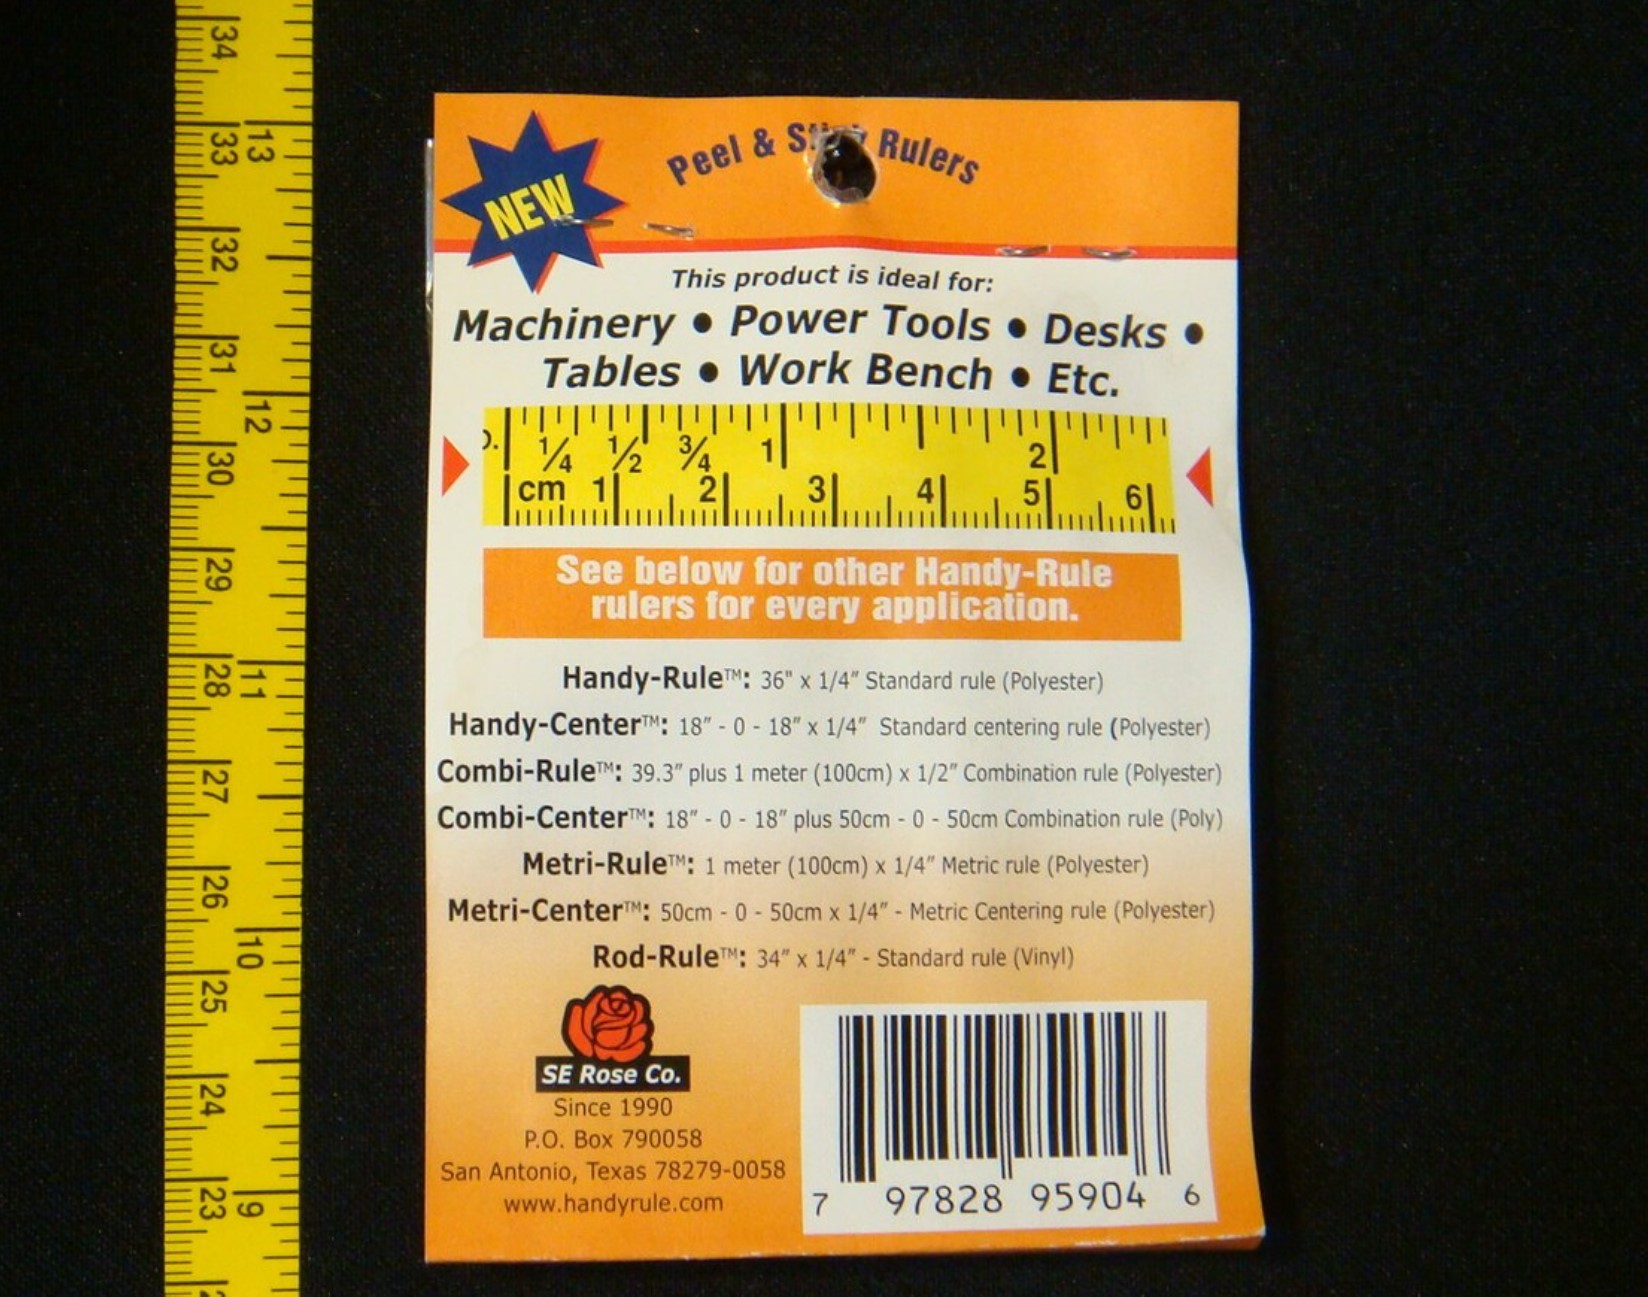 34
13
33
32
31
12
30
29
11
28
27
26
10
25
24
9
23
Peel & Stick Rulers
NEW
This product is ideal for:
Machinery • Power Tools • Desks •
Tables • Work Bench • Etc.
1/4 1/2 3/4 1 2
cm 1 2 3 4 5 6
See below for other Handy-Rule
rulers for every application.
Handy-Rule™: 36" x 1/4" Standard rule (Polyester)
Handy-Center™: 18" - 0 - 18" x 1/4" Standard centering rule (Polyester)
Combi-Rule™: 39.3" plus 1 meter (100cm) x 1/2" Combination rule (Polyester)
Combi-Center™: 18" - 0 - 18" plus 50cm - 0 - 50cm Combination rule (Poly)
Metri-Rule™: 1 meter (100cm) x 1/4" Metric rule (Polyester)
Metri-Center™: 50cm - 0 - 50cm x 1/4" - Metric Centering rule (Polyester)
Rod-Rule™: 34" x 1/4" - Standard rule (Vinyl)
SE Rose Co.
Since 1990
P.O. Box 790058
San Antonio, Texas 78279-0058
www.handyrule.com
7 97828 95904 6